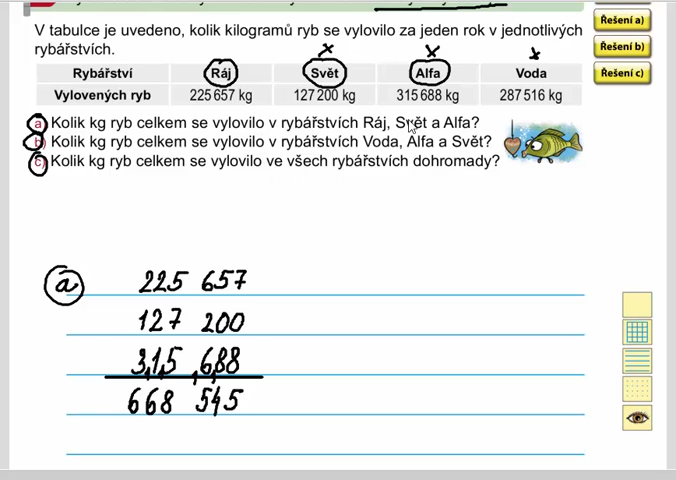 V tabulce je uvedeno, kolik kilogramů ryb se vylovilo za jeden rok v jednotlivých
rybářstvích.
Rybářství Ráj Svět Alfa Voda
Vylovených ryb 225 657 kg 127 200 kg 315 688 kg 287 516 kg
a) Kolik kg ryb celkem se vylovilo v rybářstvích Ráj, Svět a Alfa?
b) Kolik kg ryb celkem se vylovilo v rybářstvích Voda, Alfa a Svět?
c) Kolik kg ryb celkem se vylovilo ve všech rybářstvích dohromady?
Řešení a)
Řešení b)
Řešení c)
a 225 657
127 200
315 688
668 545